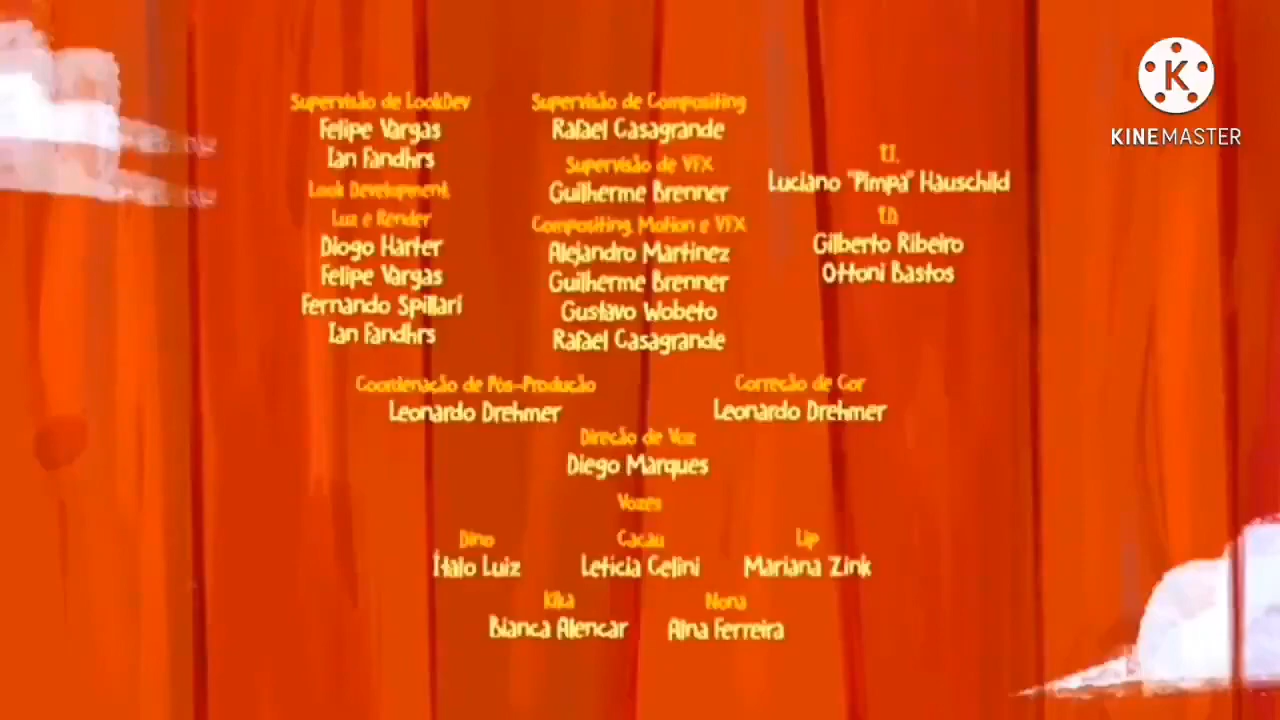 Supervisão de LookDev
Felipe Vargas
Ian Fandhrs
Look Development,
Luz e Render
Diogo Harter
Felipe Vargas
Fernando Spillari
Ian Fandhrs
Supervisão de Compositing
Rafael Casagrande
Supervisão de VFX
Guilherme Brenner
Compositing, Motion e VFX
Alejandro Martinez
Guilherme Brenner
Gustavo Wobeto
Rafael Casagrande
T.I.
Luciano "Pimpa" Hauschild
T.D.
Gilberto Ribeiro
Ottoni Bastos
Coordenação de Pós-Produção
Leonardo Drehmer
Correção de Cor
Leonardo Drehmer
Direção de Voz
Diego Marques
Vozes
Dino
Ítalo Luiz
Cacau
Letícia Celini
Lip
Mariana Zink
Kika
Bianca Alencar
Nona
Aína Ferreira
KINEMASTER